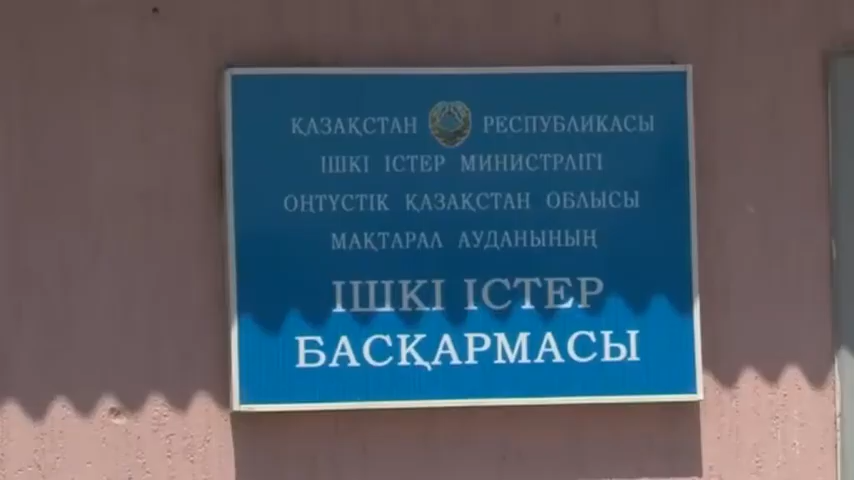 ҚАЗАҚСТАН РЕСПУБЛИКАСЫ
ІШКІ ІСТЕР МИНИСТРЛІГІ
ОҢТҮСТІК ҚАЗАҚСТАН ОБЛЫСЫ
МАҚТАРАЛ АУДАНЫНЫҢ
ІШКІ ІСТЕР
БАСҚАРМАСЫ